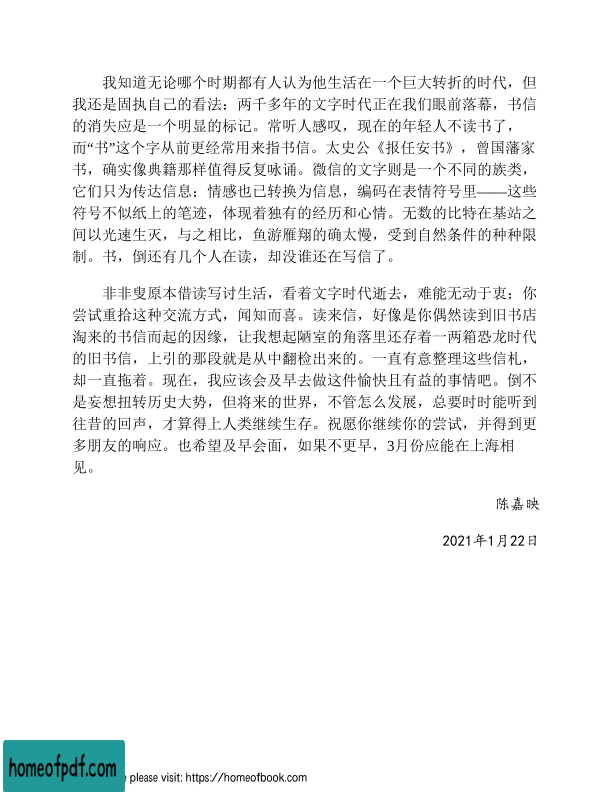 我知道无论哪个时期都有人认为他生活在一个巨大转折的时代，但
我还是固执自己的看法：两千多年的文字时代正在我们眼前落幕，书信
的消失应是一个明显的标记。常听人感叹，现在的年轻人不读书了，
而“书”这个字从前更经常用来指书信。太史公《报任安书》，曾国藩家
书，确实像典籍那样值得反复咏诵。微信的文字则是一个不同的族类，
它们只为传达信息；情感也已转换为信息，编码在表情符号里——这些
符号不似纸上的笔迹，体现着独有的经历和心情。无数的比特在基站之
间以光速生灭，与之相比，鱼游雁翔的确太慢，受到自然条件的种种限
制。书，倒还有几个人在读，却没谁还在写信了。
非非叟原本借读写讨生活，看着文字时代逝去，难能无动于衷；你
尝试重拾这种交流方式，闻知而喜。读来信，好像是你偶然读到旧书店
淘来的书信而起的因缘，让我想起陋室的角落里还存着一两箱恐龙时代
的旧书信，上引的那段就是从中翻检出来的。一直有意整理这些信札，
却一直拖着。现在，我应该会及早去做这件愉快且有益的事情吧。倒不
是妄想扭转历史大势，但将来的世界，不管怎么发展，总要时时能听到
往昔的回声，才算得上人类继续生存。祝愿你继续你的尝试，并得到更
多朋友的响应。也希望及早会面，如果不更早，3月份应能在上海相
见。
陈嘉映
2021年1月22日
homeofpdf.com
e please visit: https://homeofbook.com